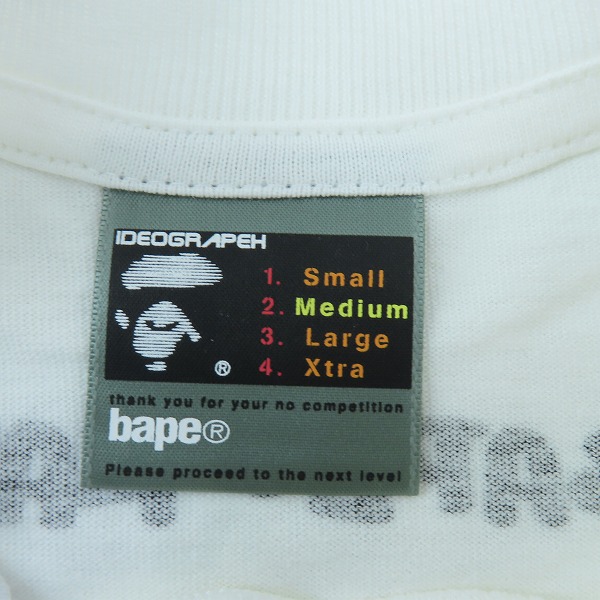 IDEOGRAPEH
1. Small
2. Medium
3. Large
4. Xtra
®
thank you for your no competition
bape®
Please proceed to the next level